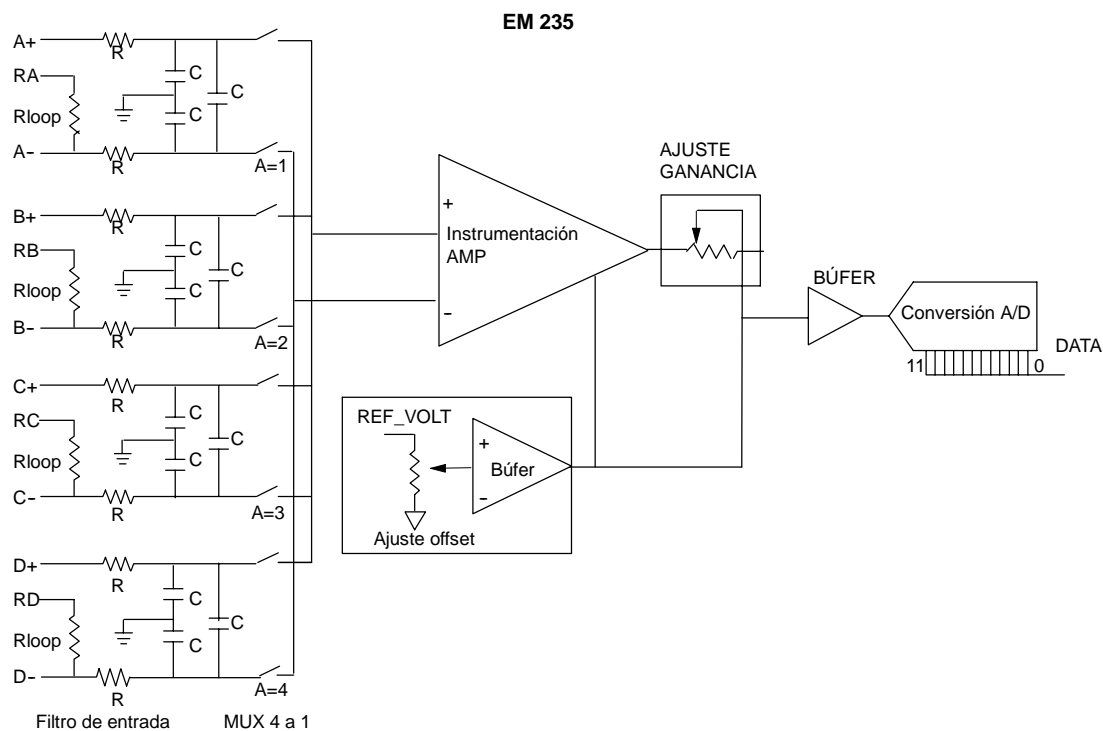 EM 235
A+
R
RA
C
Rloop
C
C
A-
R
A=1
B+
R
RB
C
Rloop
C
C
B-
R
A=2
C+
R
RC
C
Rloop
C
C
C-
R
A=3
D+
R
RD
C
Rloop
C
C
D-
R
A=4
Filtro de entrada
MUX 4 a 1
+
Instrumentación
AMP
-
AJUSTE
GANANCIA
REF_VOLT
+
Búfer
-
Ajuste offset
BÚFER
Conversión A/D
11
0
DATA